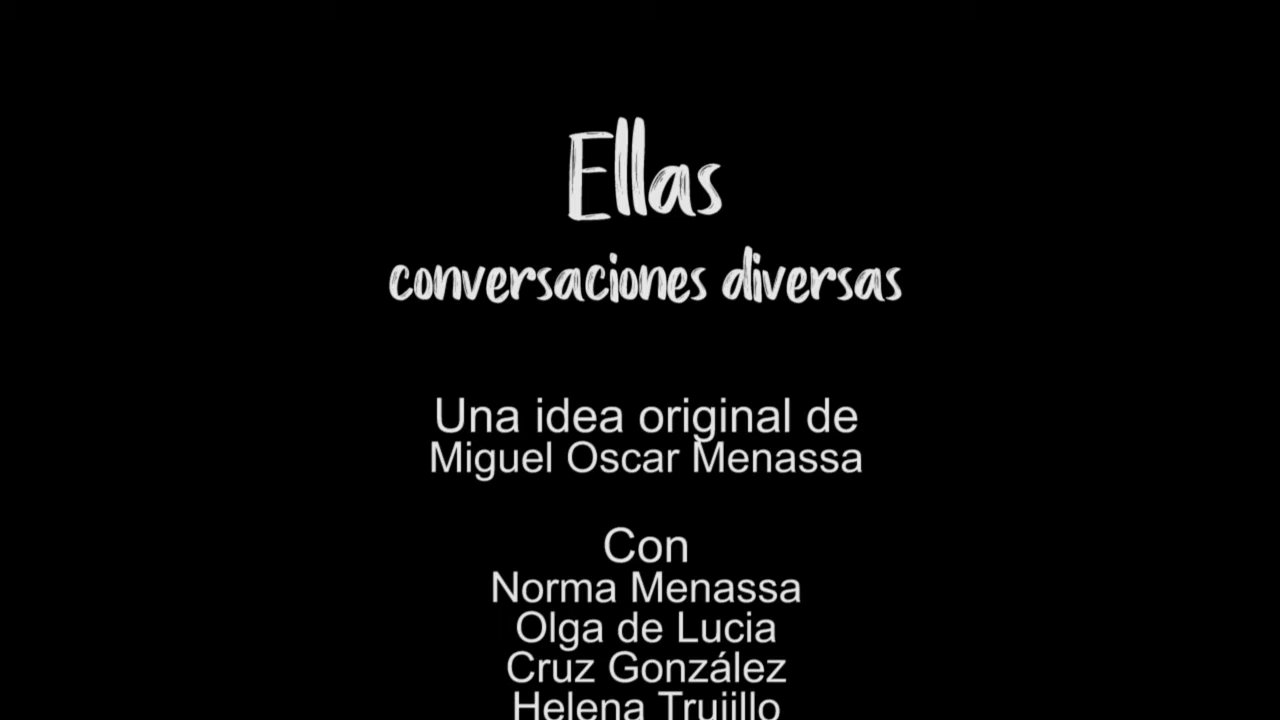 Ellas
conversaciones diversas
Una idea original de
Miguel Oscar Menassa
Con
Norma Menassa
Olga de Lucia
Cruz González
Helena Trujillo